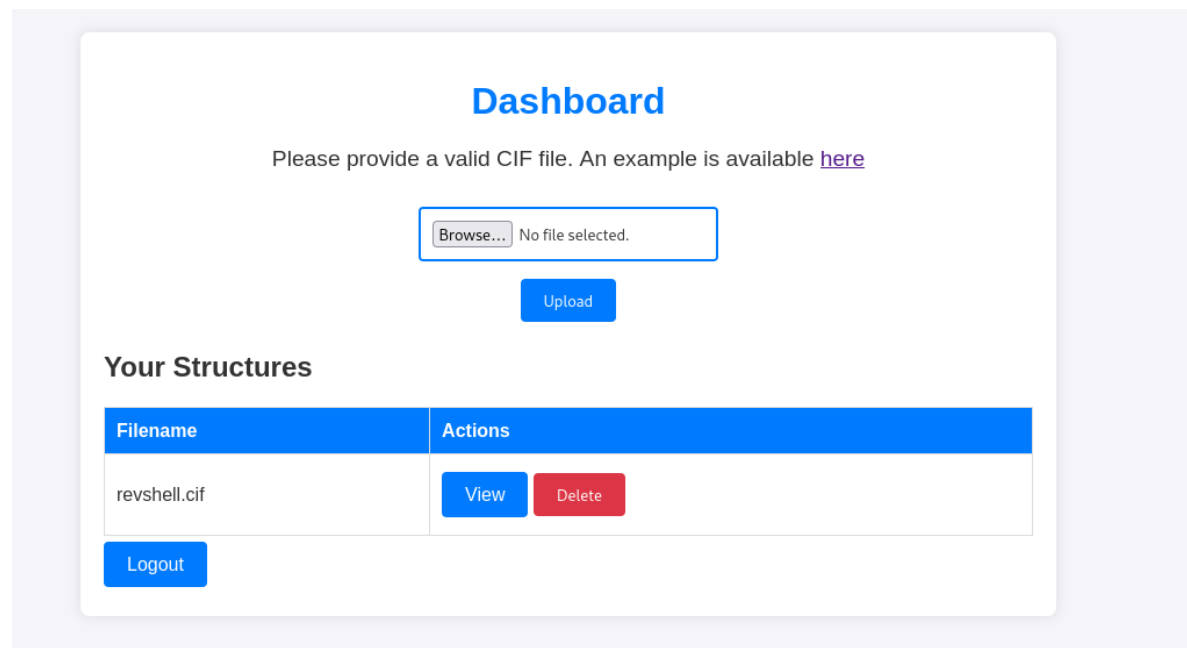 Dashboard
Please provide a valid CIF file. An example is available here
Browse... No file selected.
Upload
Your Structures
Filename Actions
revshell.cif View Delete
Logout